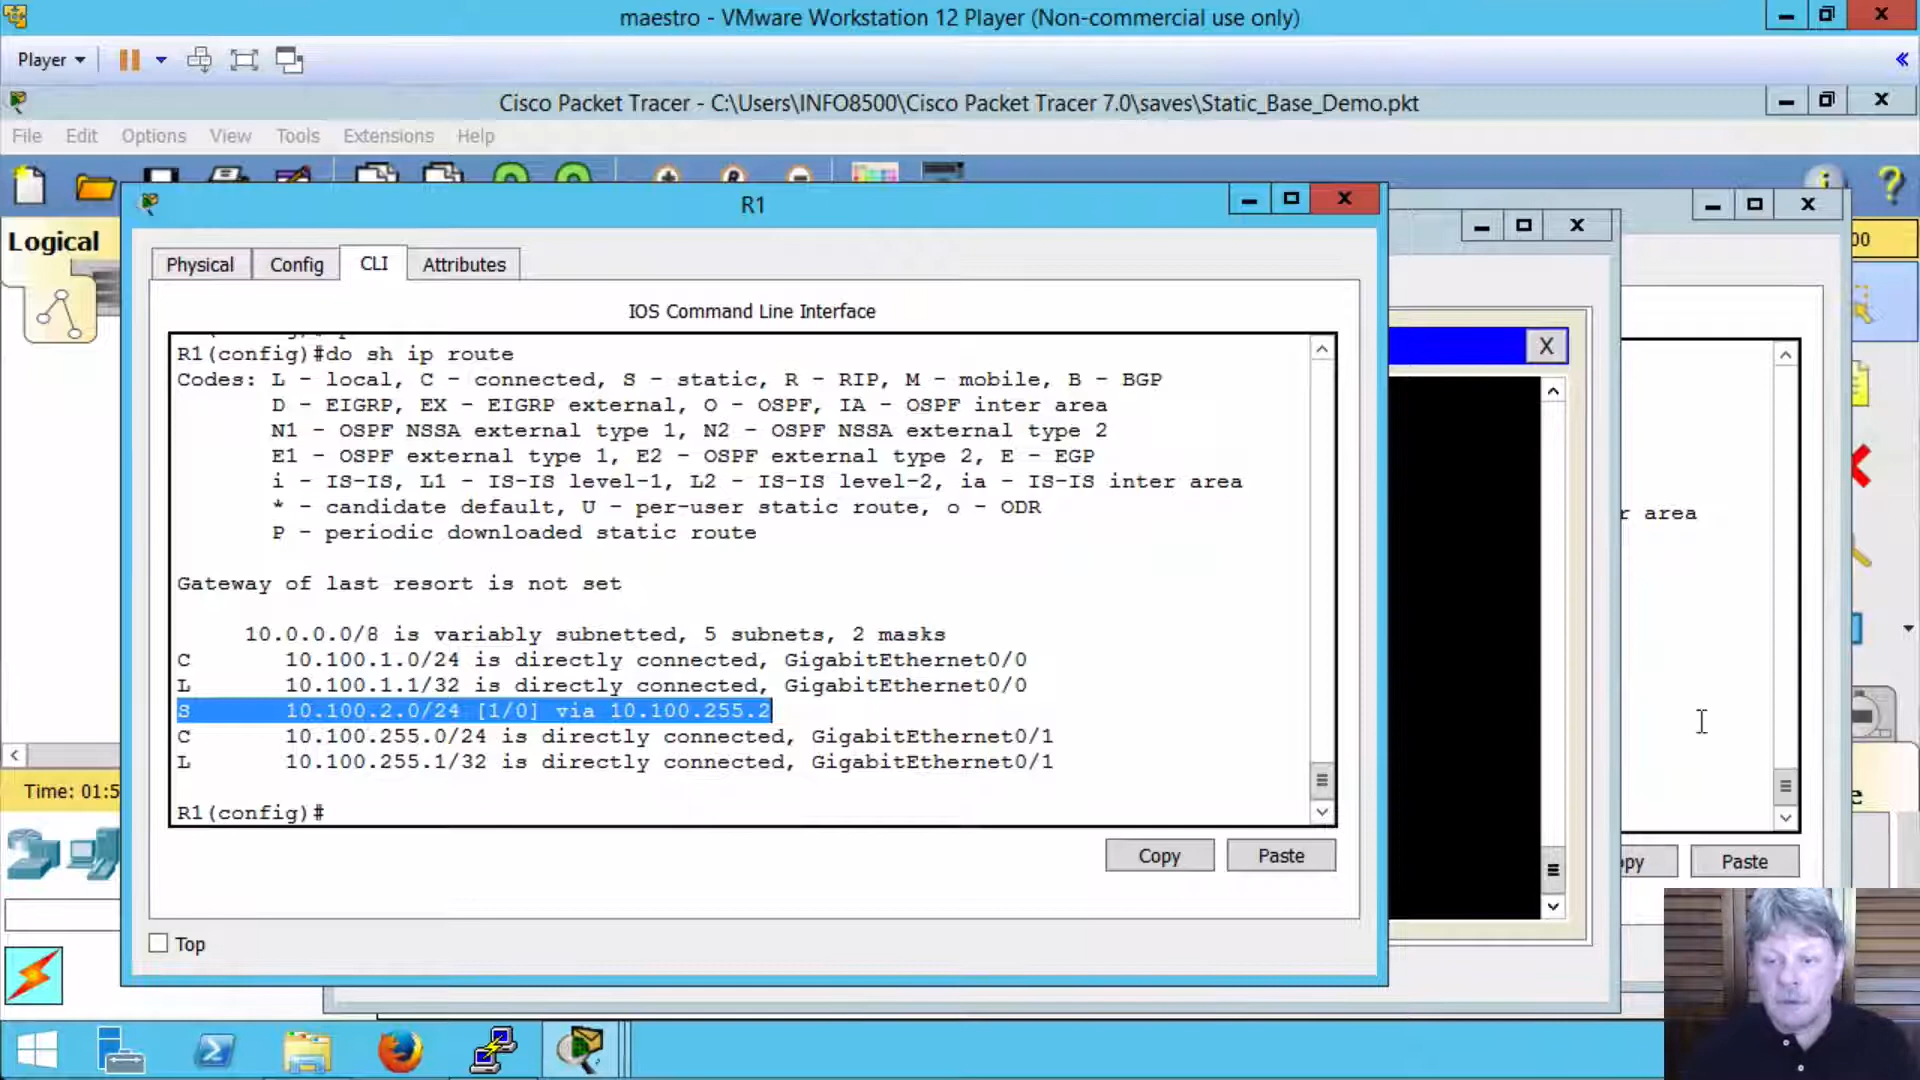 maestro - VMware Workstation 12 Player (Non-commercial use only)
Player
Cisco Packet Tracer - C:\Users\INFO8500\Cisco Packet Tracer 7.0\saves\Static_Base_Demo.pkt
File Edit Options View Tools Extensions Help
R1
Logical
Physical Config CLI Attributes
IOS Command Line Interface
R1(config)#do sh ip route
Codes: L - local, C - connected, S - static, R - RIP, M - mobile, B - BGP
D - EIGRP, EX - EIGRP external, O - OSPF, IA - OSPF inter area
N1 - OSPF NSSA external type 1, N2 - OSPF NSSA external type 2
E1 - OSPF external type 1, E2 - OSPF external type 2, E - EGP
i - IS-IS, L1 - IS-IS level-1, L2 - IS-IS level-2, ia - IS-IS inter area
* - candidate default, U - per-user static route, o - ODR
P - periodic downloaded static route
Gateway of last resort is not set
10.0.0.0/8 is variably subnetted, 5 subnets, 2 masks
C 10.100.1.0/24 is directly connected, GigabitEthernet0/0
L 10.100.1.1/32 is directly connected, GigabitEthernet0/0
S 10.100.2.0/24 [1/0] via 10.100.255.2
C 10.100.255.0/24 is directly connected, GigabitEthernet0/1
L 10.100.255.1/32 is directly connected, GigabitEthernet0/1
R1(config)#
Copy Paste
Top
Time: 01:5
00
X
r area
py Paste
e